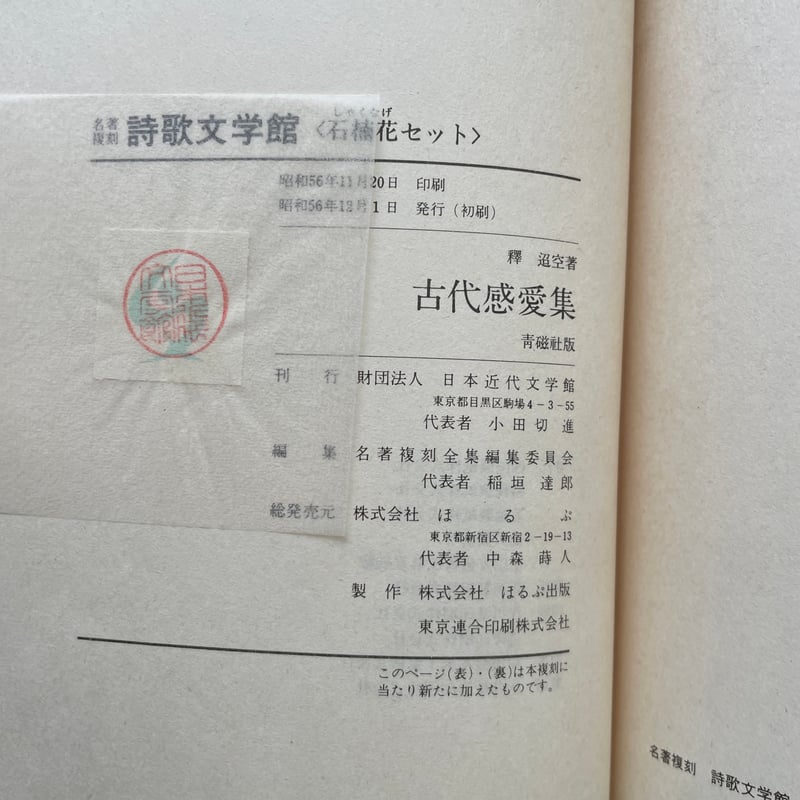 しゃくなげ
名著複刻 詩歌文学館〈石楠花セット〉
昭和56年11月20日 印刷
昭和56年12月1日 発行（初刷）
釋 迢空著
古代感愛集
靑磁社版
刊行 財団法人 日本近代文学館
東京都目黒区駒場4-3-55
代表者 小田切 進
編集 名著複刻全集編集委員会
代表者 稲垣 達郎
総発売元 株式会社 ほるぷ
東京都新宿区新宿2-19-13
代表者 中森蒔人
製作 株式会社 ほるぷ出版
東京連合印刷株式会社
このページ（表）・（裏）は本複刻に
当たり新たに加えたものです。
名著複刻 詩歌文学館